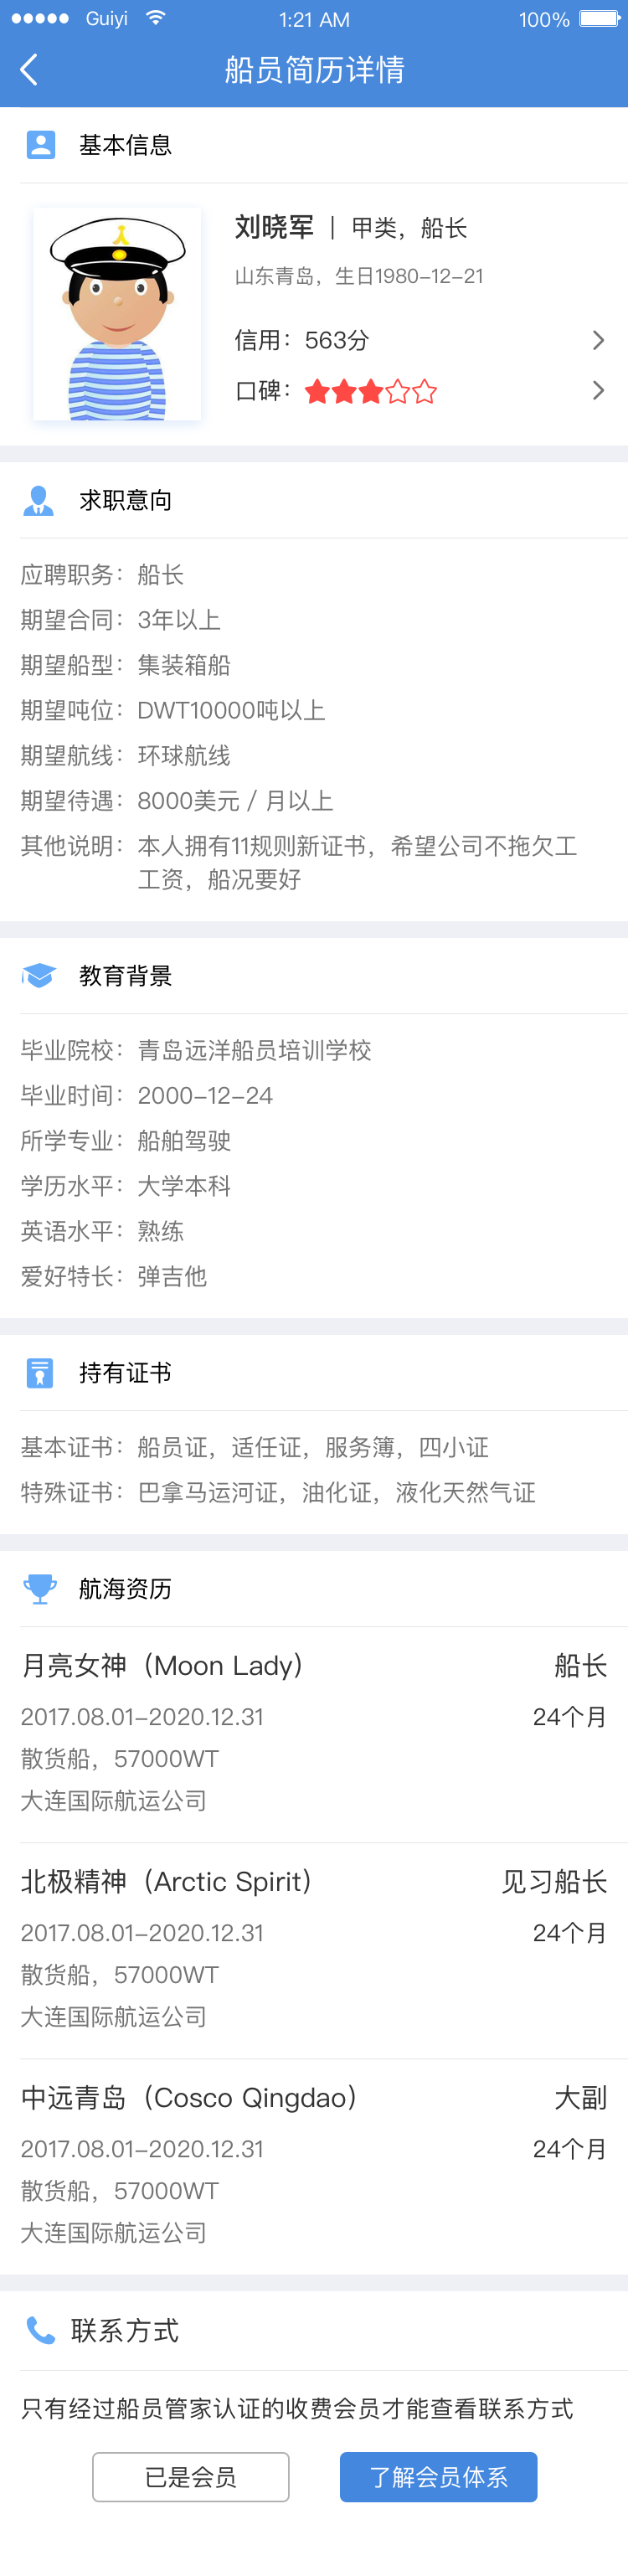 Guiyi 1:21 AM 100%
船员简历详情
基本信息
刘晓军 | 甲类，船长
山东青岛，生日1980-12-21
信用：563分
口碑：
求职意向
应聘职务：船长
期望合同：3年以上
期望船型：集装箱船
期望吨位：DWT10000吨以上
期望航线：环球航线
期望待遇：8000美元 / 月以上
其他说明：本人拥有11规则新证书，希望公司不拖欠工
工资，船况要好
教育背景
毕业院校：青岛远洋船员培训学校
毕业时间：2000-12-24
所学专业：船舶驾驶
学历水平：大学本科
英语水平：熟练
爱好特长：弹吉他
持有证书
基本证书：船员证，适任证，服务簿，四小证
特殊证书：巴拿马运河证，油化证，液化天然气证
航海资历
月亮女神（Moon Lady） 船长
2017.08.01-2020.12.31 24个月
散货船，57000WT
大连国际航运公司
北极精神（Arctic Spirit） 见习船长
2017.08.01-2020.12.31 24个月
散货船，57000WT
大连国际航运公司
中远青岛（Cosco Qingdao） 大副
2017.08.01-2020.12.31 24个月
散货船，57000WT
大连国际航运公司
联系方式
只有经过船员管家认证的收费会员才能查看联系方式
已是会员 了解会员体系